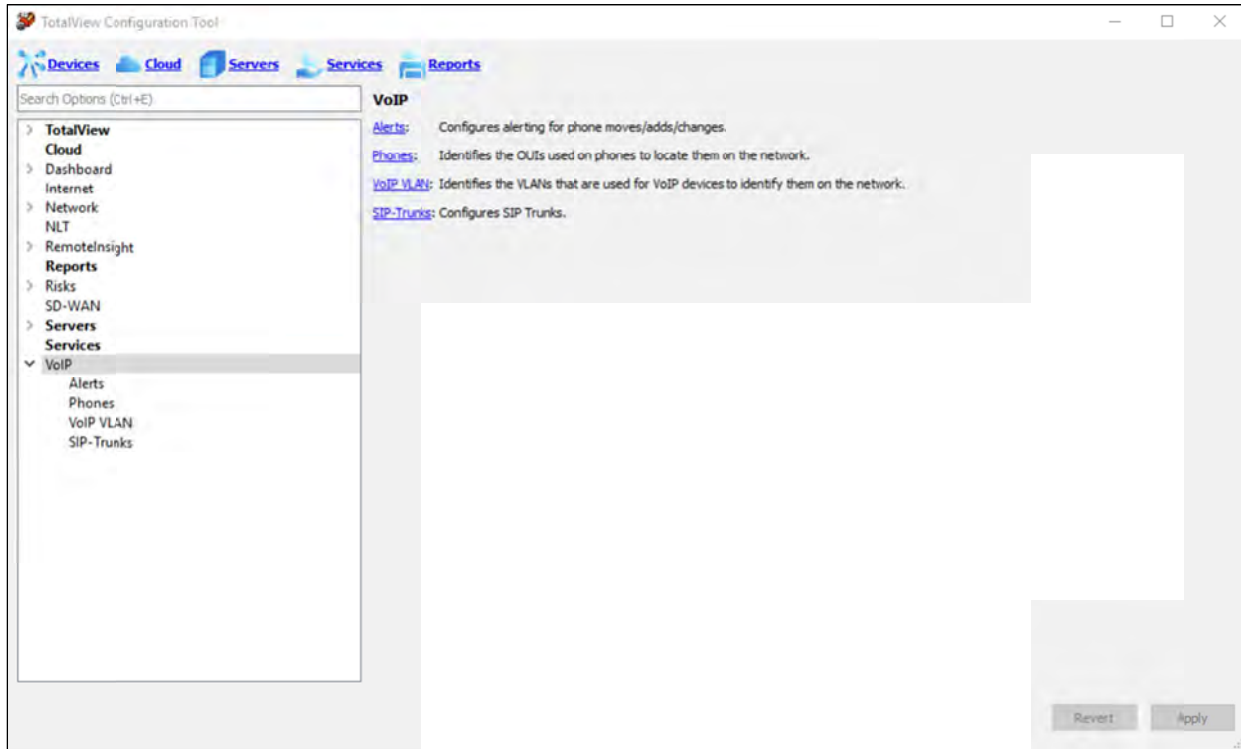 TotalView Configuration Tool
Devices Cloud Servers Services Reports
Search Options (Ctrl+E)
TotalView
Cloud
Dashboard
Internet
Network
NLT
RemoteInsight
Reports
Risks
SD-WAN
Servers
Services
VoIP
Alerts
Phones
VoIP VLAN
SIP-Trunks
VoIP
Alerts: Configures alerting for phone moves/adds/changes.
Phones: Identifies the OUIs used on phones to locate them on the network.
VoIP VLAN: Identifies the VLANs that are used for VoIP devices to identify them on the network.
SIP-Trunks: Configures SIP Trunks.
Revert Apply